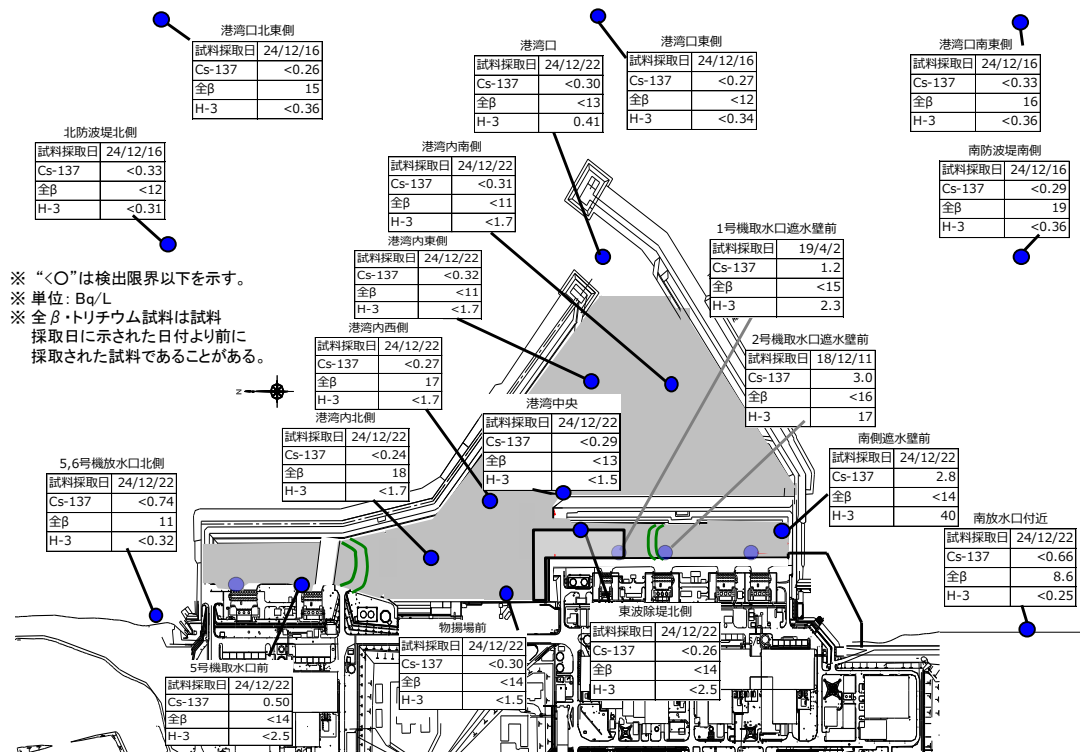 港湾口北東側
試料採取日 24/12/16
Cs-137 <0.26
全β 15
H-3 <0.36
港湾口
試料採取日 24/12/22
Cs-137 <0.30
全β <13
H-3 0.41
港湾口東側
試料採取日 24/12/16
Cs-137 <0.27
全β <12
H-3 <0.34
港湾口南東側
試料採取日 24/12/16
Cs-137 <0.33
全β 16
H-3 <0.36
北防波堤北側
試料採取日 24/12/16
Cs-137 <0.33
全β <12
H-3 <0.31
港湾内南側
試料採取日 24/12/22
Cs-137 <0.31
全β <11
H-3 <1.7
南防波堤南側
試料採取日 24/12/16
Cs-137 <0.29
全β 19
H-3 <0.36
※ “<○”は検出限界以下を示す。
※ 単位: Bq/L
※ 全β・トリチウム試料は試料
採取日に示された日付より前に
採取された試料であることがある。
港湾内東側
試料採取日 24/12/22
Cs-137 <0.32
全β <11
H-3 <1.7
1号機取水口遮水壁前
試料採取日 19/4/2
Cs-137 1.2
全β <15
H-3 2.3
港湾内西側
試料採取日 24/12/22
Cs-137 <0.27
全β 17
H-3 <1.7
2号機取水口遮水壁前
試料採取日 18/12/11
Cs-137 3.0
全β <16
H-3 17
Z
港湾内北側
試料採取日 24/12/22
Cs-137 <0.24
全β 18
H-3 <1.7
港湾中央
試料採取日 24/12/22
Cs-137 <0.29
全β <13
H-3 <1.5
南側遮水壁前
試料採取日 24/12/22
Cs-137 2.8
全β <14
H-3 40
5,6号機放水口北側
試料採取日 24/12/22
Cs-137 <0.74
全β 11
H-3 <0.32
南放水口付近
試料採取日 24/12/22
Cs-137 <0.66
全β 8.6
H-3 <0.25
物揚場前
試料採取日 24/12/22
Cs-137 <0.30
全β <14
H-3 <1.5
東波除堤北側
試料採取日 24/12/22
Cs-137 <0.26
全β <14
H-3 <2.5
5号機取水口前
試料採取日 24/12/22
Cs-137 0.50
全β <14
H-3 <2.5